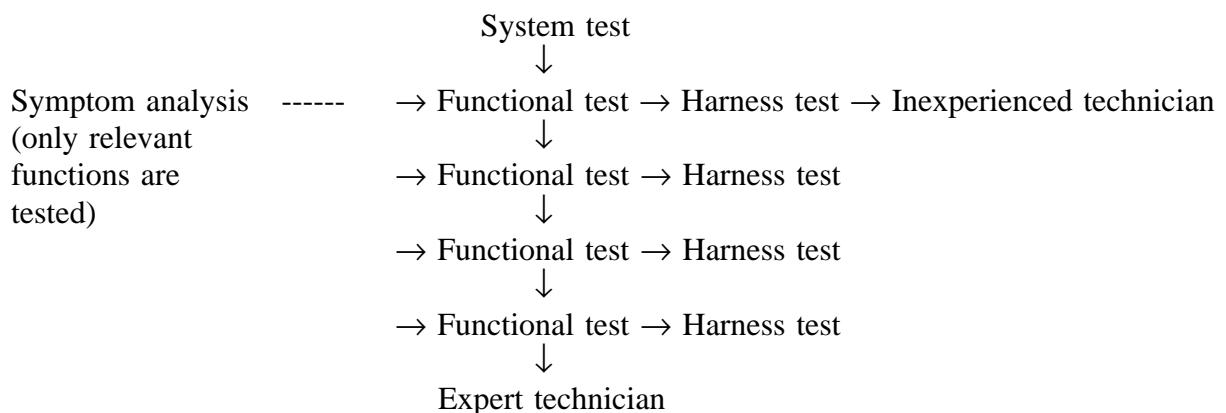 System test
↓
Symptom analysis ------ → Functional test → Harness test → Inexperienced technician
(only relevant
↓
functions are → Functional test → Harness test
tested)
↓
→ Functional test → Harness test
↓
→ Functional test → Harness test
↓
Expert technician